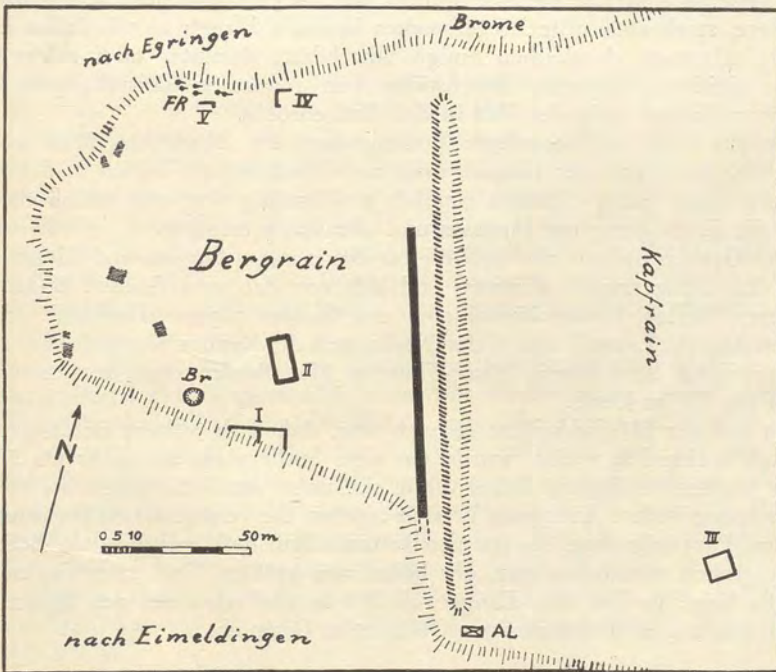 nach Egringen
Brome
FR
V
IV
Kapfrain
Bergrain
II
Br
I
N
0 5 10 50m
III
nach Eimeldingen
AL